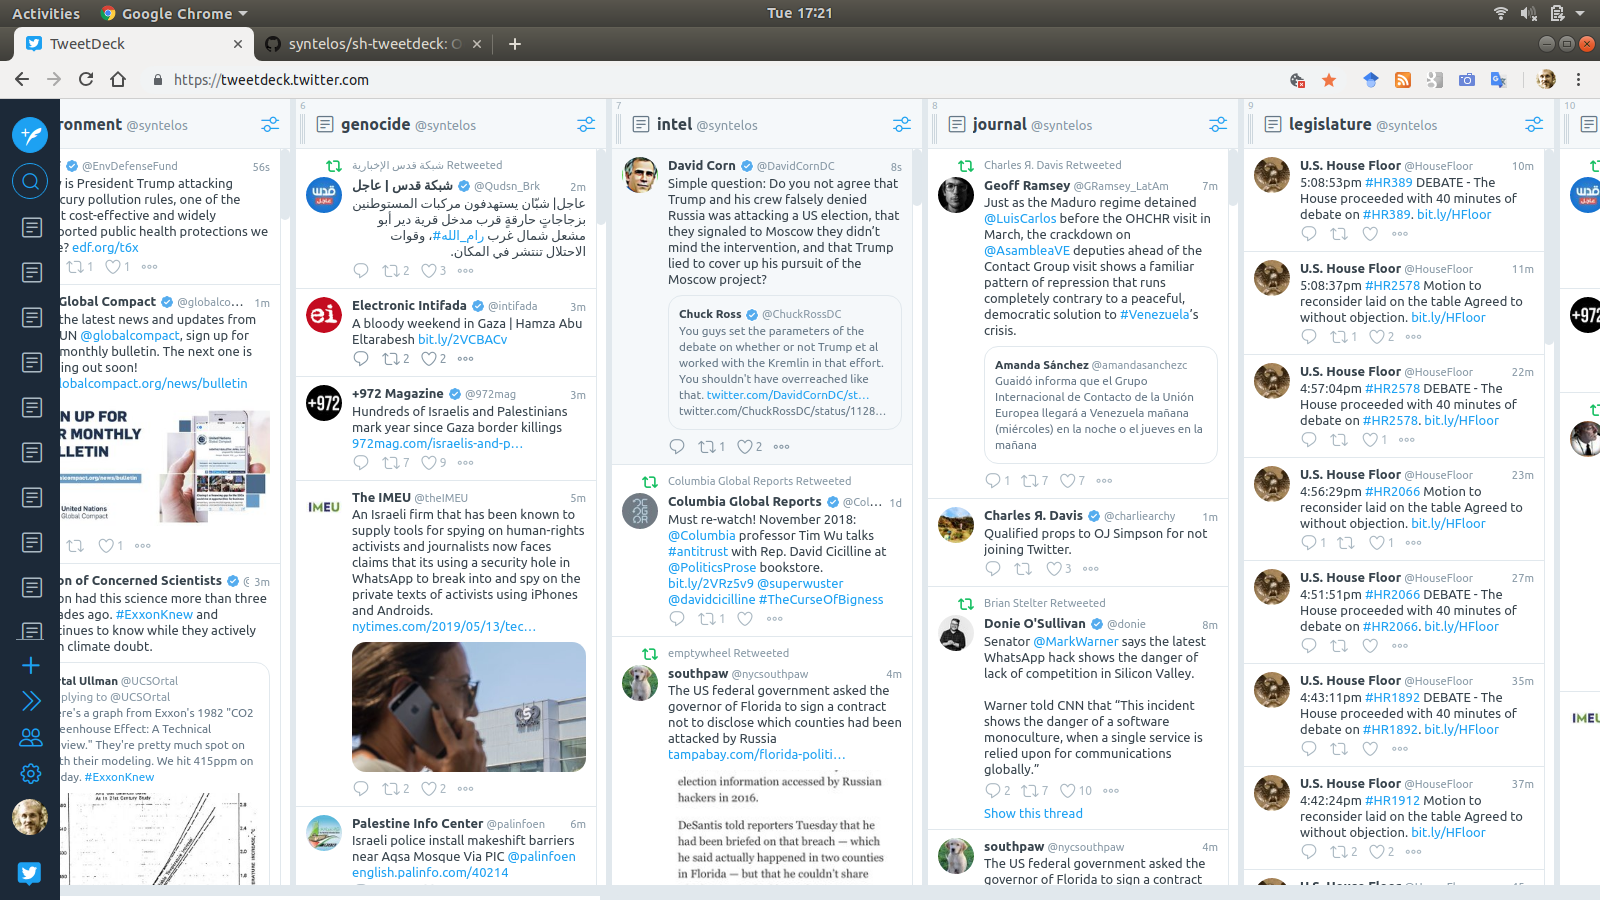 Activities
Google Chrome
Tue 17:21
TweetDeck
syntelos/sh-tweetdeck:
https://tweetdeck.twitter.com
ronment @syntelos
@EnvDefenseFund 56s
is President Trump attacking
cury pollution rules, one of the
t cost-effective and widely
ported public health protections we
e? edf.org/t6x
1 1
Global Compact @globalco... 1m
the latest news and updates from
UN @globalcompact, sign up for
monthly bulletin. The next one is
ing out soon!
lobalcompact.org/news/bulletin
N UP FOR
R MONTHLY
LLETIN
alcompact.org/news/bulletin
United Nations
Global Compact
1
on of Concerned Scientists 3m
on had this science more than three
ades ago. #ExxonKnew and
tinues to know while they actively
climate doubt.
rtal Ullman @UCSOrtal
plying to @UCSOrtal
ere's a graph from Exxon's 1982 "CO2
eenhouse Effect: A Technical
view." They're pretty much spot on
th their modeling. We hit 415ppm on
day. #ExxonKnew
6
genocide @syntelos
شبكة قدس الإخبارية Retweeted
شبكة قدس | عاجل @Qudsn_Brk 2m
عاجل| شبّان يستهدفون مركبات المستوطنين
بزجاجاتٍ حارقةٍ قرب مدخل قرية دير أبو
مشعل شمال غرب #رام_الله، وقوات
الاحتلال تنتشر في المكان.
2 3
Electronic Intifada @intifada 3m
A bloody weekend in Gaza | Hamza Abu
Eltarabesh bit.ly/2VCBACv
2 2
+972
+972 Magazine @972mag 3m
Hundreds of Israelis and Palestinians
mark year since Gaza border killings
972mag.com/israelis-and-p...
7 9
IMEU
The IMEU @theIMEU 5m
An Israeli firm that has been known to
supply tools for spying on human-rights
activists and journalists now faces
claims that its using a security hole in
WhatsApp to break into and spy on the
private texts of activists using iPhones
and Androids.
nytimes.com/2019/05/13/tec...
2 2
Palestine Info Center @palinfoen 6m
Israeli police install makeshift barriers
near Aqsa Mosque Via PIC @palinfoen
english.palinfo.com/40214
7
intel @syntelos
David Corn @DavidCornDC 8s
Simple question: Do you not agree that
Trump and his crew falsely denied
Russia was attacking a US election, that
they signaled to Moscow they didn't
mind the intervention, and that Trump
lied to cover up his pursuit of the
Moscow project?
Chuck Ross @ChuckRossDC
You guys set the parameters of the
debate on whether or not Trump et al
worked with the Kremlin in that effort.
You shouldn't have overreached like
that. twitter.com/DavidCornDC/st...
twitter.com/ChuckRossDC/status/1128...
1 2
Columbia Global Reports Retweeted
Columbia Global Reports @Col... 1d
Must re-watch! November 2018:
@Columbia professor Tim Wu talks
#antitrust with Rep. David Cicilline at
@PoliticsProse bookstore.
bit.ly/2VRz5v9 @superwuster
@davidcicilline #TheCurseOfBigness
1
emptywheel Retweeted
southpaw @nycsouthpaw 4m
The US federal government asked the
governor of Florida to sign a contract
not to disclose which counties had been
attacked by Russia
tampabay.com/florida-politi...
election information accessed by Russian
hackers in 2016.
DeSantis told reporters Tuesday that he
had been briefed on that breach — which
he said actually happened in two counties
in Florida — but that he couldn't share
8
journal @syntelos
Charles Я. Davis Retweeted
Geoff Ramsey @GRamsey_LatAm 7m
Just as the Maduro regime detained
@LuisCarlos before the OHCHR visit in
March, the crackdown on
@AsambleaVE deputies ahead of the
Contact Group visit shows a familiar
pattern of repression that runs
completely contrary to a peaceful,
democratic solution to #Venezuela's
crisis.
Amanda Sánchez @amandasanchezc
Guaidó informa que el Grupo
Internacional de Contacto de la Unión
Europea llegará a Venezuela mañana
(miércoles) en la noche o el jueves en la
mañana
1 7 7
Charles Я. Davis @charliearchy 1m
Qualified props to OJ Simpson for not
joining Twitter.
3
Brian Stelter Retweeted
Donie O'Sullivan @donie 8m
Senator @MarkWarner says the latest
WhatsApp hack shows the danger of
lack of competition in Silicon Valley.
Warner told CNN that "This incident
shows the danger of a software
monoculture, when a single service is
relied upon for communications
globally."
2 7 10
Show this thread
southpaw @nycsouthpaw 4m
The US federal government asked the
governor of Florida to sign a contract
9
legislature @syntelos
U.S. House Floor @HouseFloor 10m
5:08:53pm #HR389 DEBATE - The
House proceeded with 40 minutes of
debate on #HR389. bit.ly/HFloor
U.S. House Floor @HouseFloor 11m
5:08:37pm #HR2578 Motion to
reconsider laid on the table Agreed to
without objection. bit.ly/HFloor
1 2
U.S. House Floor @HouseFloor 22m
4:57:04pm #HR2578 DEBATE - The
House proceeded with 40 minutes of
debate on #HR2578. bit.ly/HFloor
1
U.S. House Floor @HouseFloor 23m
4:56:29pm #HR2066 Motion to
reconsider laid on the table Agreed to
without objection. bit.ly/HFloor
1 1
U.S. House Floor @HouseFloor 27m
4:51:51pm #HR2066 DEBATE - The
House proceeded with 40 minutes of
debate on #HR2066. bit.ly/HFloor
U.S. House Floor @HouseFloor 35m
4:43:11pm #HR1892 DEBATE - The
House proceeded with 40 minutes of
debate on #HR1892. bit.ly/HFloor
U.S. House Floor @HouseFloor 37m
4:42:24pm #HR1912 Motion to
reconsider laid on the table Agreed to
without objection. bit.ly/HFloor
2 2
10
+972
IMEU